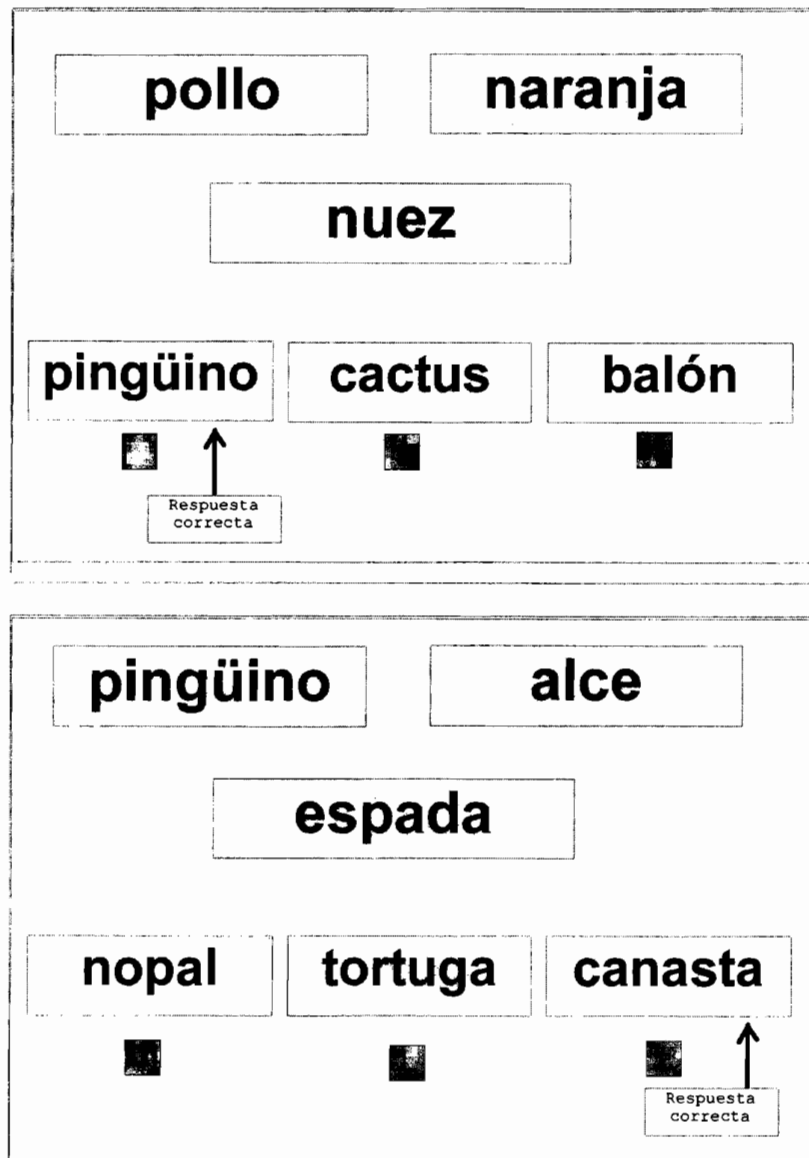 pollo naranja
nuez
pingüino cactus balón
Respuesta
correcta
pingüino alce
espada
nopal tortuga canasta
Respuesta
correcta